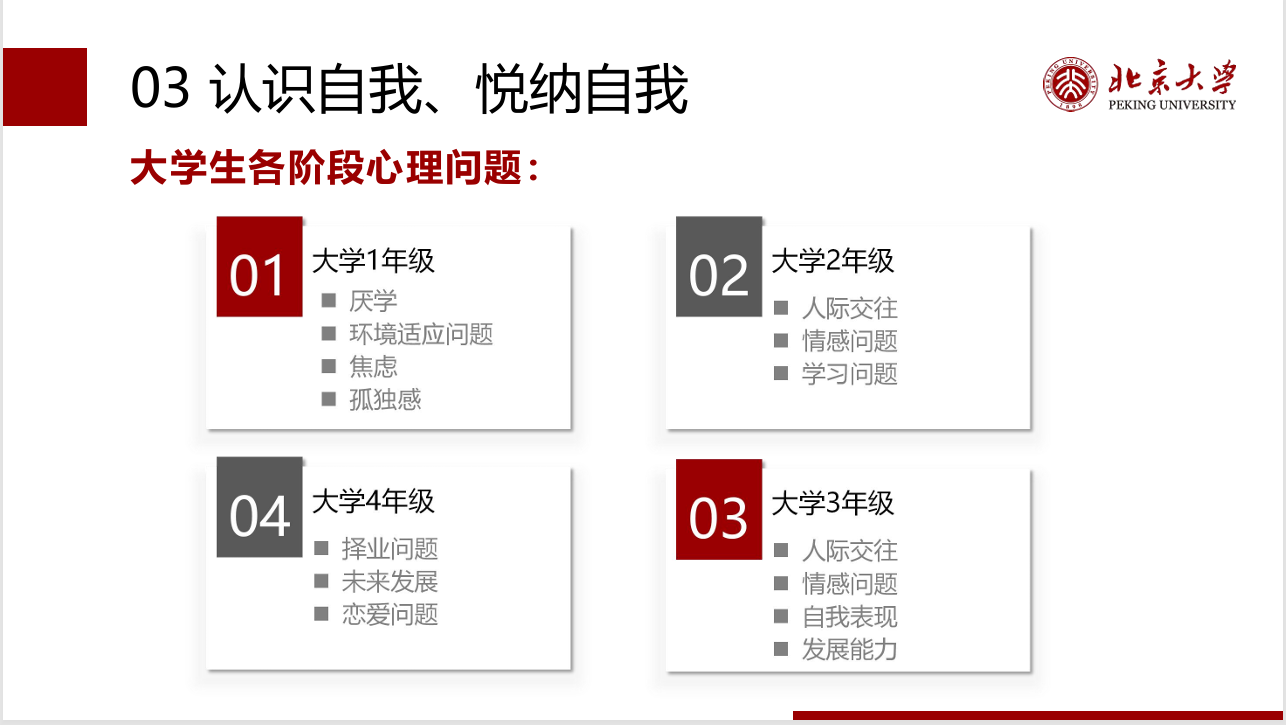 03 认识自我、悦纳自我
北京大学
PEKING UNIVERSITY
PEKING UNIVERSITY
1898
大学生各阶段心理问题：
01
大学1年级
厌学
环境适应问题
焦虑
孤独感
02
大学2年级
人际交往
情感问题
学习问题
04
大学4年级
择业问题
未来发展
恋爱问题
03
大学3年级
人际交往
情感问题
自我表现
发展能力